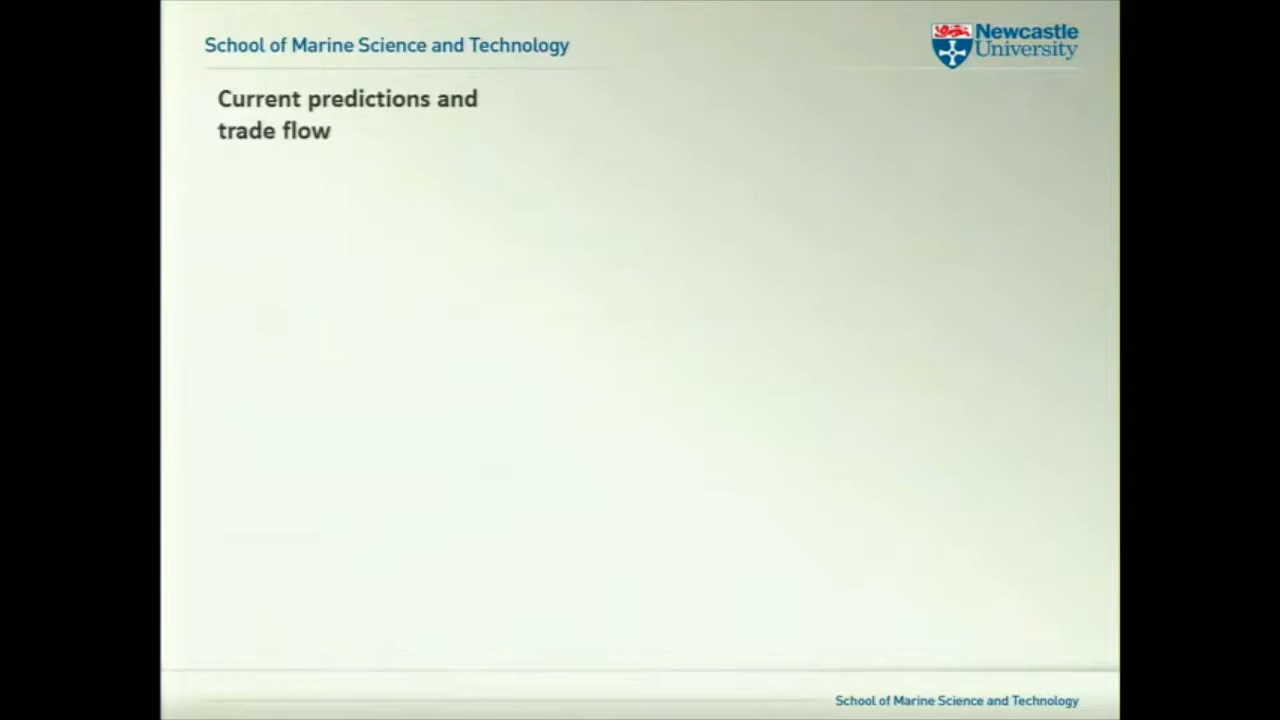 School of Marine Science and Technology
Newcastle
University
Current predictions and
trade flow
School of Marine Science and Technology